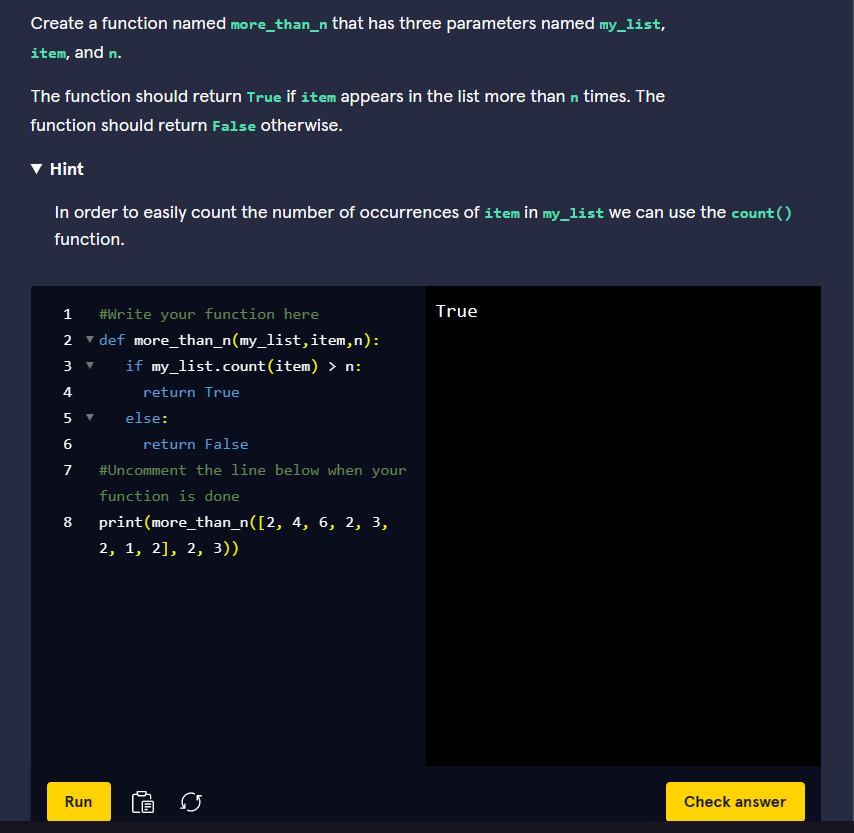 Create a function named more_than_n that has three parameters named my_list,
item, and n.
The function should return True if item appears in the list more than n times. The
function should return False otherwise.
▼ Hint
In order to easily count the number of occurrences of item in my_list we can use the count()
function.
1 #Write your function here
2 ▼ def more_than_n(my_list,item,n):
3 ▼ if my_list.count(item) > n:
4 return True
5 ▼ else:
6 return False
7 #Uncomment the line below when your
function is done
8 print(more_than_n([2, 4, 6, 2, 3,
2, 1, 2], 2, 3))
True
Run
Check answer